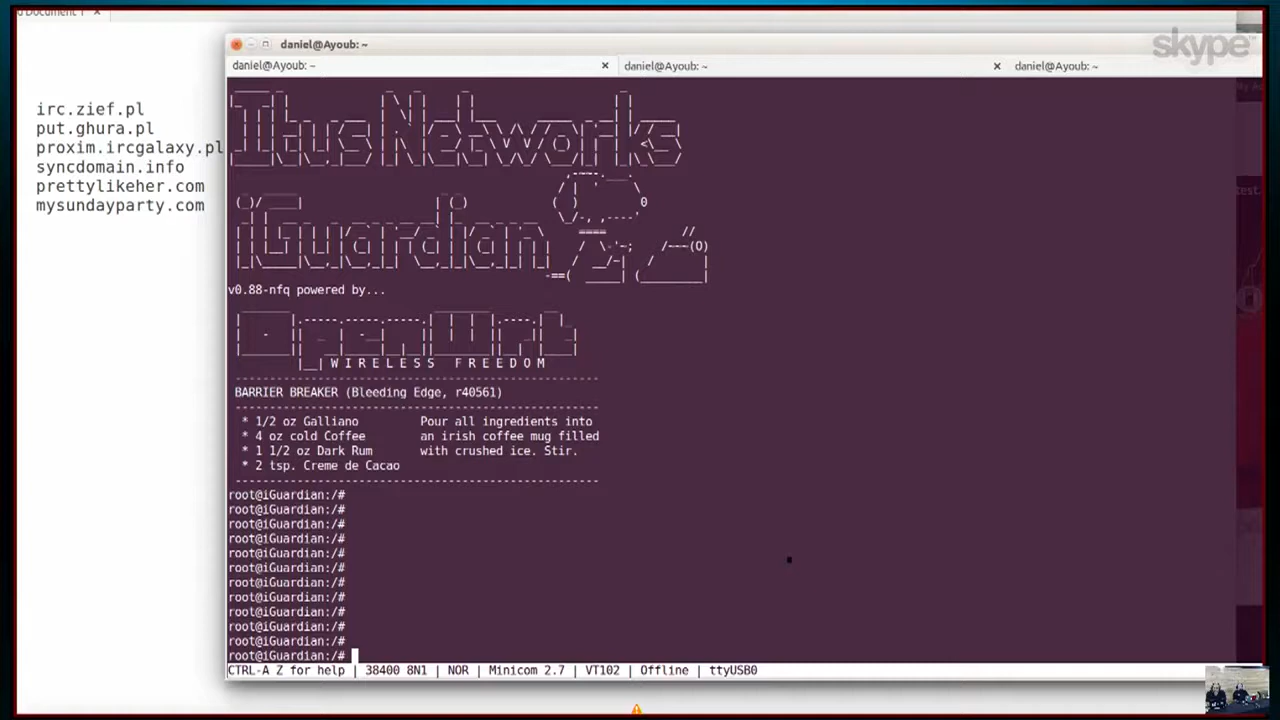 d Document 1 ×
skype™
daniel@Ayoub: ~
daniel@Ayoub: ~ × daniel@Ayoub: ~ × daniel@Ayoub: ~
irc.zief.pl
put.ghura.pl
proxim.ircgalaxy.pl
syncdomain.info
prettylikeher.com
mysundayparty.com
ItusNetworks
iGuardian
v0.88-nfq powered by...
OpenWrt
W I R E L E S S   F R E E D O M
BARRIER BREAKER (Bleeding Edge, r40561)
* 1/2 oz Galliano Pour all ingredients into
* 4 oz cold Coffee an irish coffee mug filled
* 1 1/2 oz Dark Rum with crushed ice. Stir.
* 2 tsp. Creme de Cacao
root@iGuardian:/#
root@iGuardian:/#
root@iGuardian:/#
root@iGuardian:/#
root@iGuardian:/#
root@iGuardian:/#
root@iGuardian:/#
root@iGuardian:/#
root@iGuardian:/#
root@iGuardian:/#
root@iGuardian:/#
root@iGuardian:/#
CTRL-A Z for help | 38400 8N1 | NOR | Minicom 2.7 | VT102 | Offline | ttyUSB0